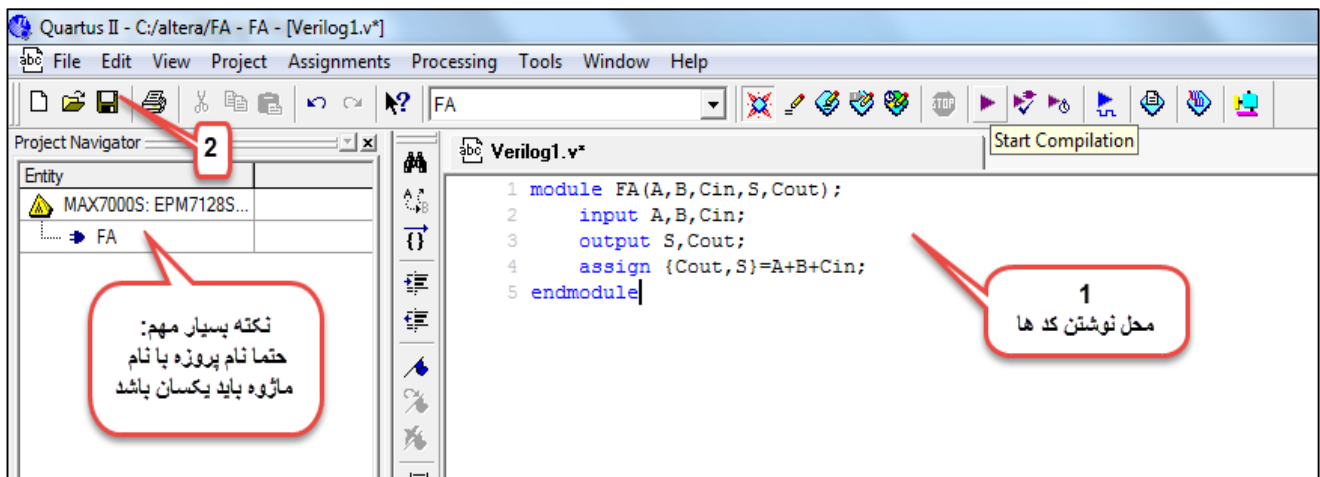 Quartus II - C:/altera/FA - FA - [Verilog1.v*]
abc File Edit View Project Assignments Processing Tools Window Help
FA
STOP
2
Start Compilation
Project Navigator
abc Verilog1.v*
Entity
MAX7000S: EPM7128S...
FA
1 module FA(A,B,Cin,S,Cout);
2 input A,B,Cin;
3 output S,Cout;
4 assign {Cout,S}=A+B+Cin;
5 endmodule
1
محل نوشتن کد ها
نکته بسیار مهم:
حتما نام پروژه با نام
ماژوه باید یکسان باشد